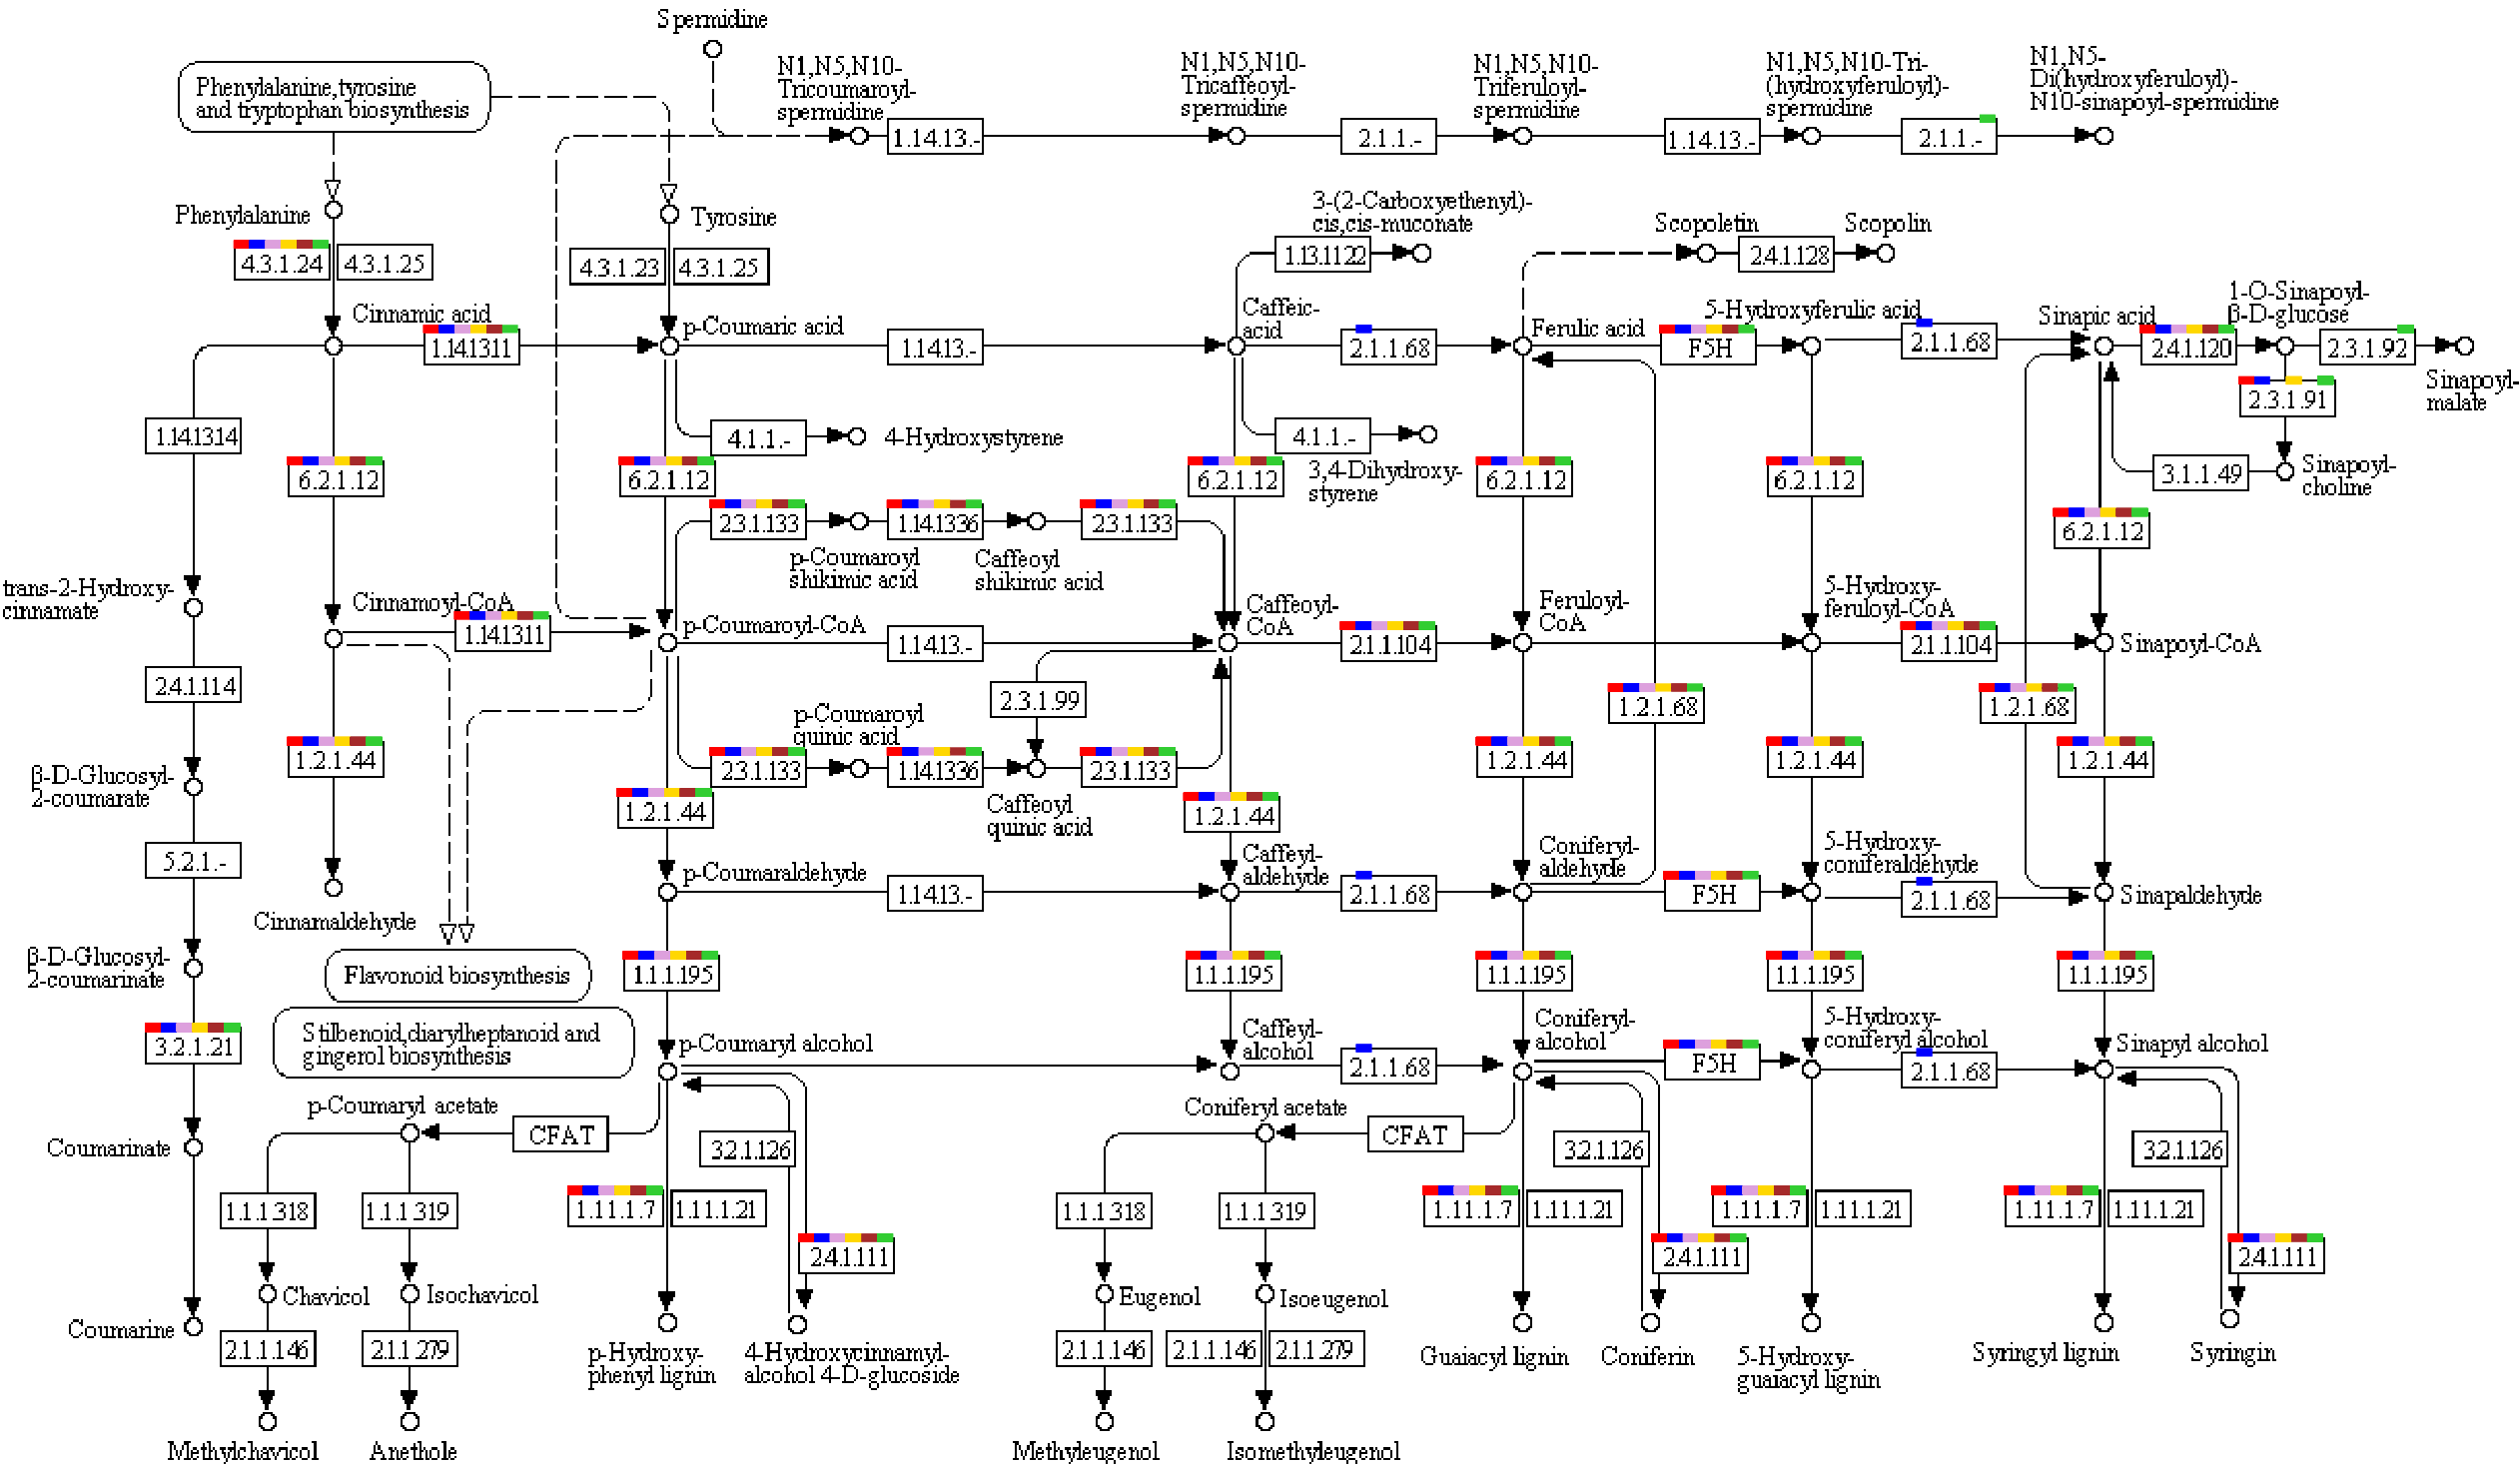 Spermidine
N1,N5,N10-
Tricoumaroyl-
spermidine
N1,N5,N10-
Tricaffeoyl-
spermidine
N1,N5,N10-
Triferuloyl-
spermidine
N1,N5,N10-Tri-
(hydroxyferuloyl)-
spermidine
N1,N5-
Di(hydroxyferuloyl)-
N10-sinapoyl-spermidine
Phenylalanine,tyrosine
and tryptophan biosynthesis
1.14.13.-
2.1.1.-
1.14.13.-
2.1.1.-
Phenylalanine
Tyrosine
3-(2-Carboxyethenyl)-
cis,cis-muconate
Scopoletin
Scopolin
4.3.1.24
4.3.1.25
4.3.1.23
4.3.1.25
1.13.1122
2.4.1.128
Cinnamic acid
p-Coumaric acid
Caffeic-
acid
Ferulic acid
5-Hydroxyferulic acid
Sinapic acid
1-O-Sinapoyl-
β-D-glucose
1.14.1311
1.14.13.-
2.1.1.68
F5H
2.1.1.68
2.4.1.120
2.3.1.92
Sinapoyl-
malate
2.3.1.91
1.14.1314
4.1.1.-
4-Hydroxystyrene
4.1.1.-
3,4-Dihydroxy-
styrene
6.2.1.12
6.2.1.12
6.2.1.12
6.2.1.12
6.2.1.12
3.1.1.49
Sinapoyl-
choline
2.3.1.133
1.14.1336
2.3.1.133
6.2.1.12
p-Coumaroyl
shikimic acid
Caffeoyl
shikimic acid
trans-2-Hydroxy-
cinnamate
Cinnamoyl-CoA
1.14.1311
p-Coumaroyl-CoA
1.14.13.-
Caffeoyl-
CoA
2.1.1.104
Feruloyl-
CoA
5-Hydroxy-
feruloyl-CoA
2.1.1.104
Sinapoyl-CoA
2.4.1.114
2.3.1.99
1.2.1.68
1.2.1.68
p-Coumaroyl
quinic acid
1.2.1.44
2.3.1.133
1.14.1336
2.3.1.133
1.2.1.44
1.2.1.44
1.2.1.44
β-D-Glucosyl-
2-coumarate
Caffeoyl
quinic acid
1.2.1.44
1.2.1.44
5.2.1.-
Cinnamaldehyde
p-Coumaraldehyde
1.14.13.-
Caffeyl-
aldehyde
2.1.1.68
Coniferyl-
aldehyde
F5H
5-Hydroxy-
coniferaldehyde
2.1.1.68
Sinapaldehyde
β-D-Glucosyl-
2-coumarinate
Flavonoid biosynthesis
1.1.1.195
1.1.1.195
1.1.1.195
1.1.1.195
1.1.1.195
Stilbenoid,diarylheptanoid and
gingerol biosynthesis
3.2.1.21
p-Coumaryl alcohol
Caffeyl-
alcohol
2.1.1.68
Coniferyl-
alcohol
F5H
5-Hydroxy-
coniferyl alcohol
2.1.1.68
Sinapyl alcohol
p-Coumaryl acetate
CFAT
Coniferyl acetate
CFAT
Coumarinate
3.2.1.126
3.2.1.126
3.2.1.126
1.1.1.318
1.1.1.319
1.11.1.7
1.11.1.21
1.1.1.318
1.1.1.319
1.11.1.7
1.11.1.21
1.11.1.7
1.11.1.21
1.11.1.7
1.11.1.21
2.4.1.111
2.4.1.111
2.4.1.111
Chavicol
Isochavicol
Eugenol
Isoeugenol
Coumarine
2.1.1.146
2.1.1.279
p-Hydroxy-
phenyl lignin
4-Hydroxycinnamyl-
alcohol 4-D-glucoside
2.1.1.146
2.1.1.146
2.1.1.279
Guaiacyl lignin
Coniferin
5-Hydroxy-
guaiacyl lignin
Syringyl lignin
Syringin
Methylchavicol
Anethole
Methyleugenol
Isomethyleugenol